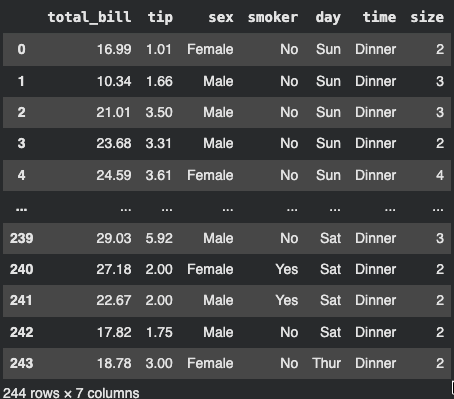 total_bill tip sex smoker day time size
0 16.99 1.01 Female No Sun Dinner 2
1 10.34 1.66 Male No Sun Dinner 3
2 21.01 3.50 Male No Sun Dinner 3
3 23.68 3.31 Male No Sun Dinner 2
4 24.59 3.61 Female No Sun Dinner 4
... ... ... ... ... ... ... ...
239 29.03 5.92 Male No Sat Dinner 3
240 27.18 2.00 Female Yes Sat Dinner 2
241 22.67 2.00 Male Yes Sat Dinner 2
242 17.82 1.75 Male No Sat Dinner 2
243 18.78 3.00 Female No Thur Dinner 2
244 rows × 7 columns